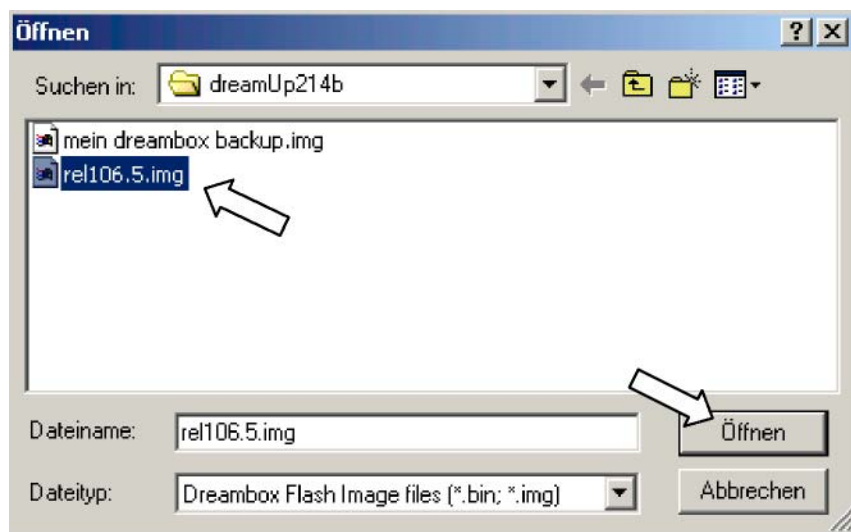 Öffnen
Suchen in: dreamUp214b
mein dreambox backup.img
rel106.5.img
Dateiname: rel106.5.img Öffnen
Dateityp: Dreambox Flash Image files (*.bin; *.img) Abbrechen